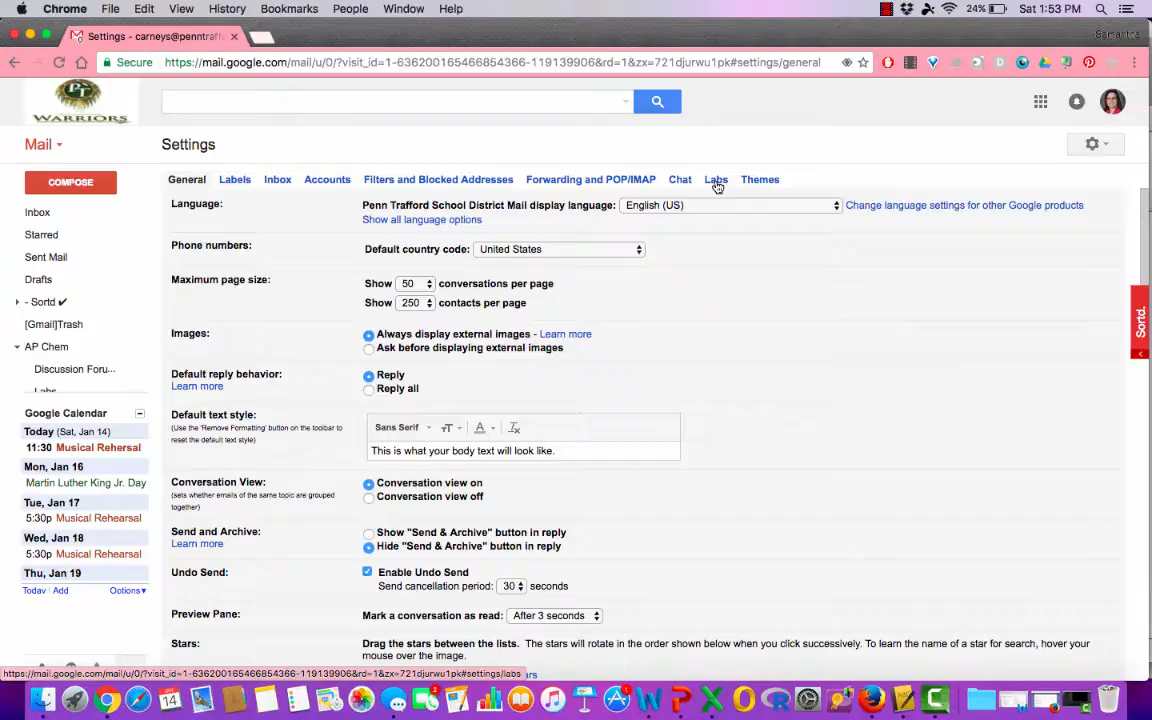 Chrome File Edit View History Bookmarks People Window Help 24% Sat 1:53 PM
Settings - carneys@penntraff Samantha
Secure https://mail.google.com/mail/u/0/?visit_id=1-636200165466854366-119139906&rd=1&zx=721djurwu1pk#settings/general
PT
WARRIORS
Mail Settings
COMPOSE General Labels Inbox Accounts Filters and Blocked Addresses Forwarding and POP/IMAP Chat Labs Themes
Inbox
Starred
Sent Mail
Drafts
- Sortd ✔
[Gmail]Trash
AP Chem
Discussion Foru...
Labs
Google Calendar
Today (Sat, Jan 14)
11:30 Musical Rehersal
Mon, Jan 16
Martin Luther King Jr. Day
Tue, Jan 17
5:30p Musical Rehearsal
Wed, Jan 18
5:30p Musical Rehearsal
Thu, Jan 19
Today Add Options▾
Language: Penn Trafford School District Mail display language: English (US) Change language settings for other Google products
Show all language options
Phone numbers: Default country code: United States
Maximum page size: Show 50 conversations per page
Show 250 contacts per page
Images: Always display external images - Learn more
Ask before displaying external images
Default reply behavior: Reply
Learn more Reply all
Default text style:
(Use the 'Remove Formatting' button on the toolbar to
reset the default text style)
Sans Serif TT A Tx
This is what your body text will look like.
Conversation View: Conversation view on
(sets whether emails of the same topic are grouped
together)
Conversation view off
Send and Archive: Show "Send & Archive" button in reply
Learn more Hide "Send & Archive" button in reply
Undo Send: Enable Undo Send
Send cancellation period: 30 seconds
Preview Pane: Mark a conversation as read: After 3 seconds
Stars: Drag the stars between the lists. The stars will rotate in the order shown below when you click successively. To learn the name of a star for search, hover your
mouse over the image.
Sortd.
https://mail.google.com/mail/u/0/?visit_id=1-636200165466854366-119139906&rd=1&zx=721djurwu1pk#settings/labs